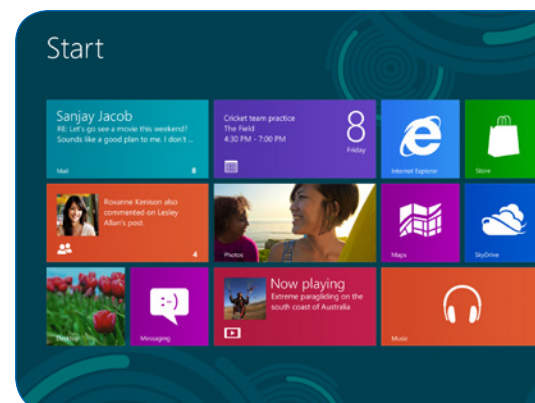 Start
Sanjay Jacob
RE: Let's go see a movie this weekend?
Sounds like a good plan to me. I don't ...
Mail
8
Cricket team practice
The Field
4:30 PM - 7:00 PM
8
Friday
Internet Explorer
Store
Roxanne Kenison also
commented on Lesley
Allan's post.
4
Photos
Maps
SkyDrive
Desktop
:-)
Messaging
Now playing
Extreme paragliding on the
south coast of Australia
Music